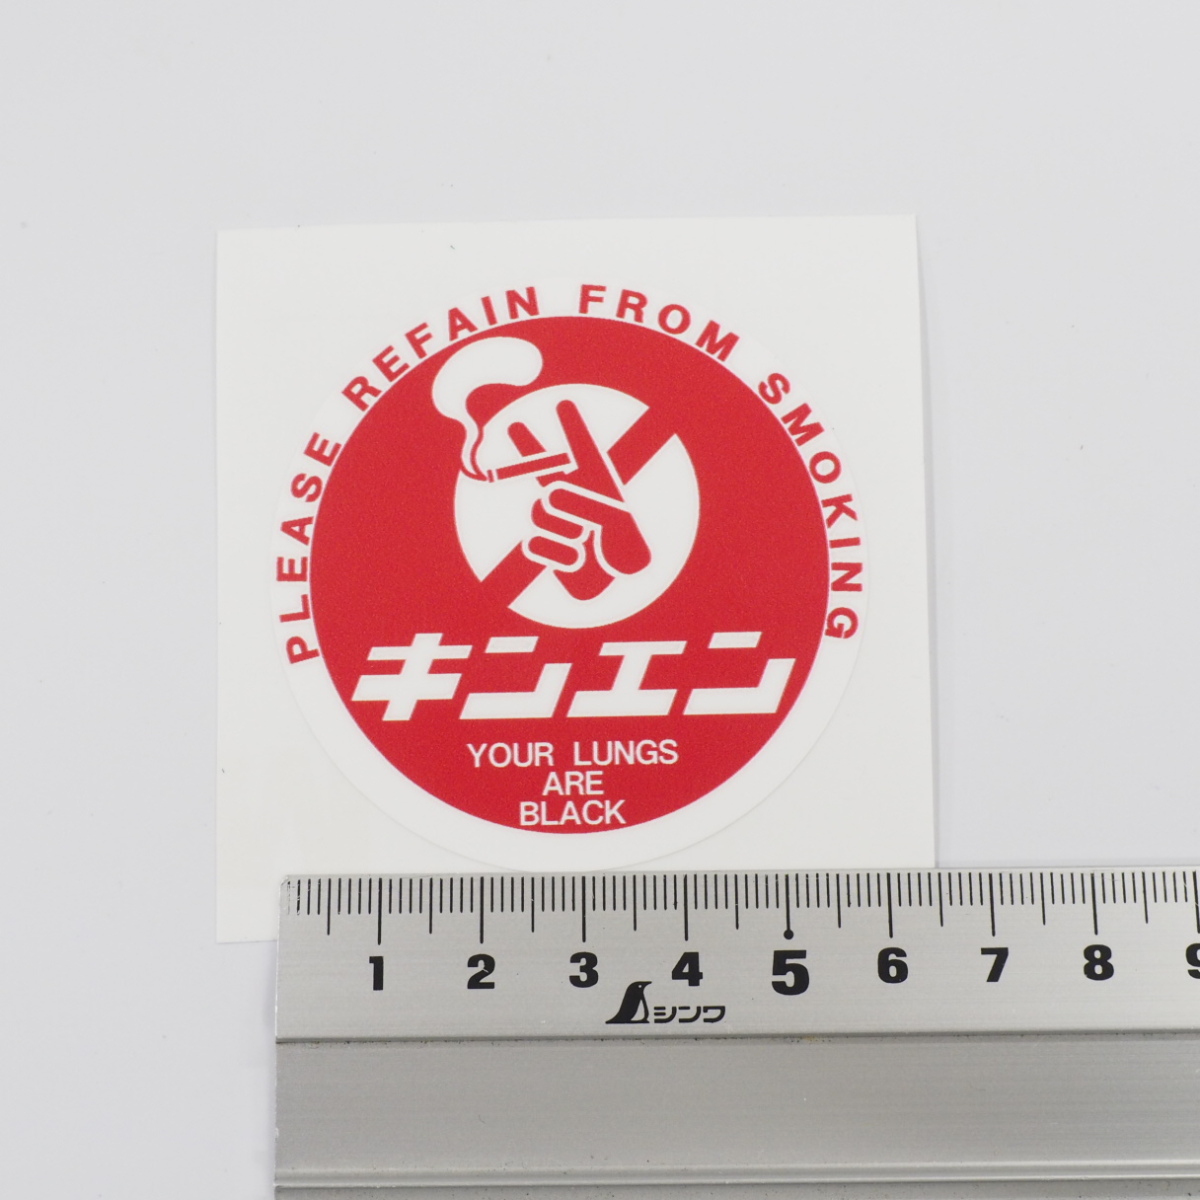 PLEASE REFAIN FROM SMOKING
キンエン
YOUR LUNGS
ARE
BLACK
1 2 3 4 5 6 7 8 9
シンワ